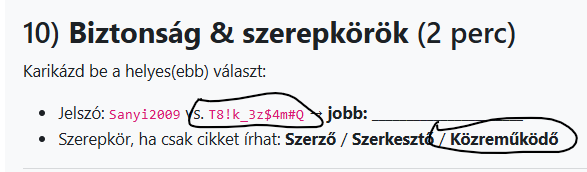 10) Biztonság & szerepkörök (2 perc)
Karikázd be a helyes(ebb) választ:
• Jelszó: Sanyi2009 vs. T8!k_3z$4m#Q → jobb: ____________________
• Szerepkör, ha csak cikket írhat: Szerző / Szerkesztő / Közreműködő